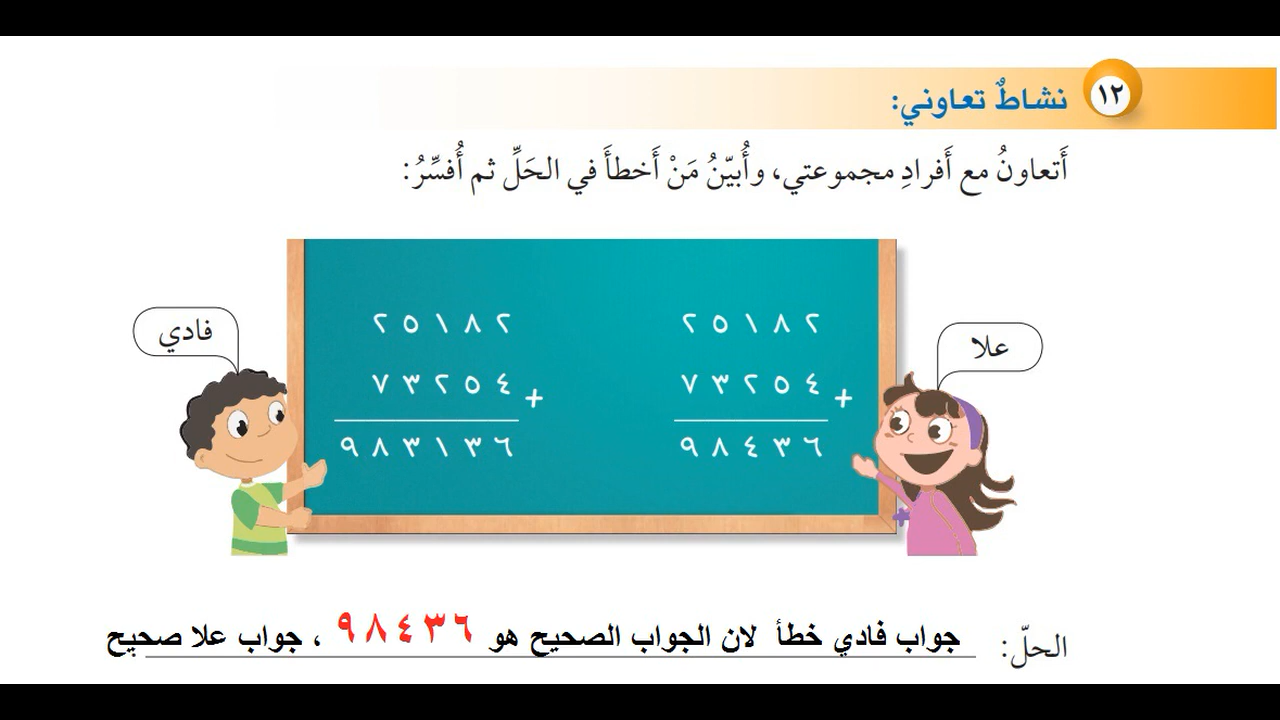 ١٢ نشاطٌ تعاوني:
أَتعاونُ مع أَفرادِ مجموعتي، وأُبيّنُ مَنْ أَخطأَ في الحَلِّ ثم أُفسِّرُ:
علا
٢٥١٨٢
٧٣٢٥٤ +
٩٨٤٣٦
فادي
٢٥١٨٢
٧٣٢٥٤ +
٩٨٣١٣٦
الحلّ: جواب فادي خطأ لان الجواب الصحيح هو ٩٨٤٣٦ ، جواب علا صحيح